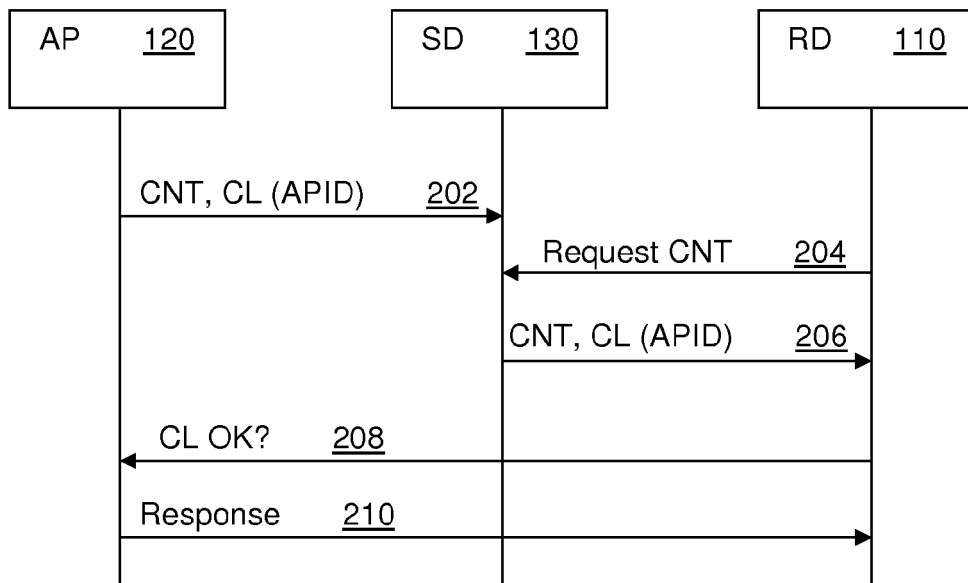 AP 120
SD 130
RD 110
CNT, CL (APID) 202
Request CNT 204
CNT, CL (APID) 206
CL OK? 208
Response 210